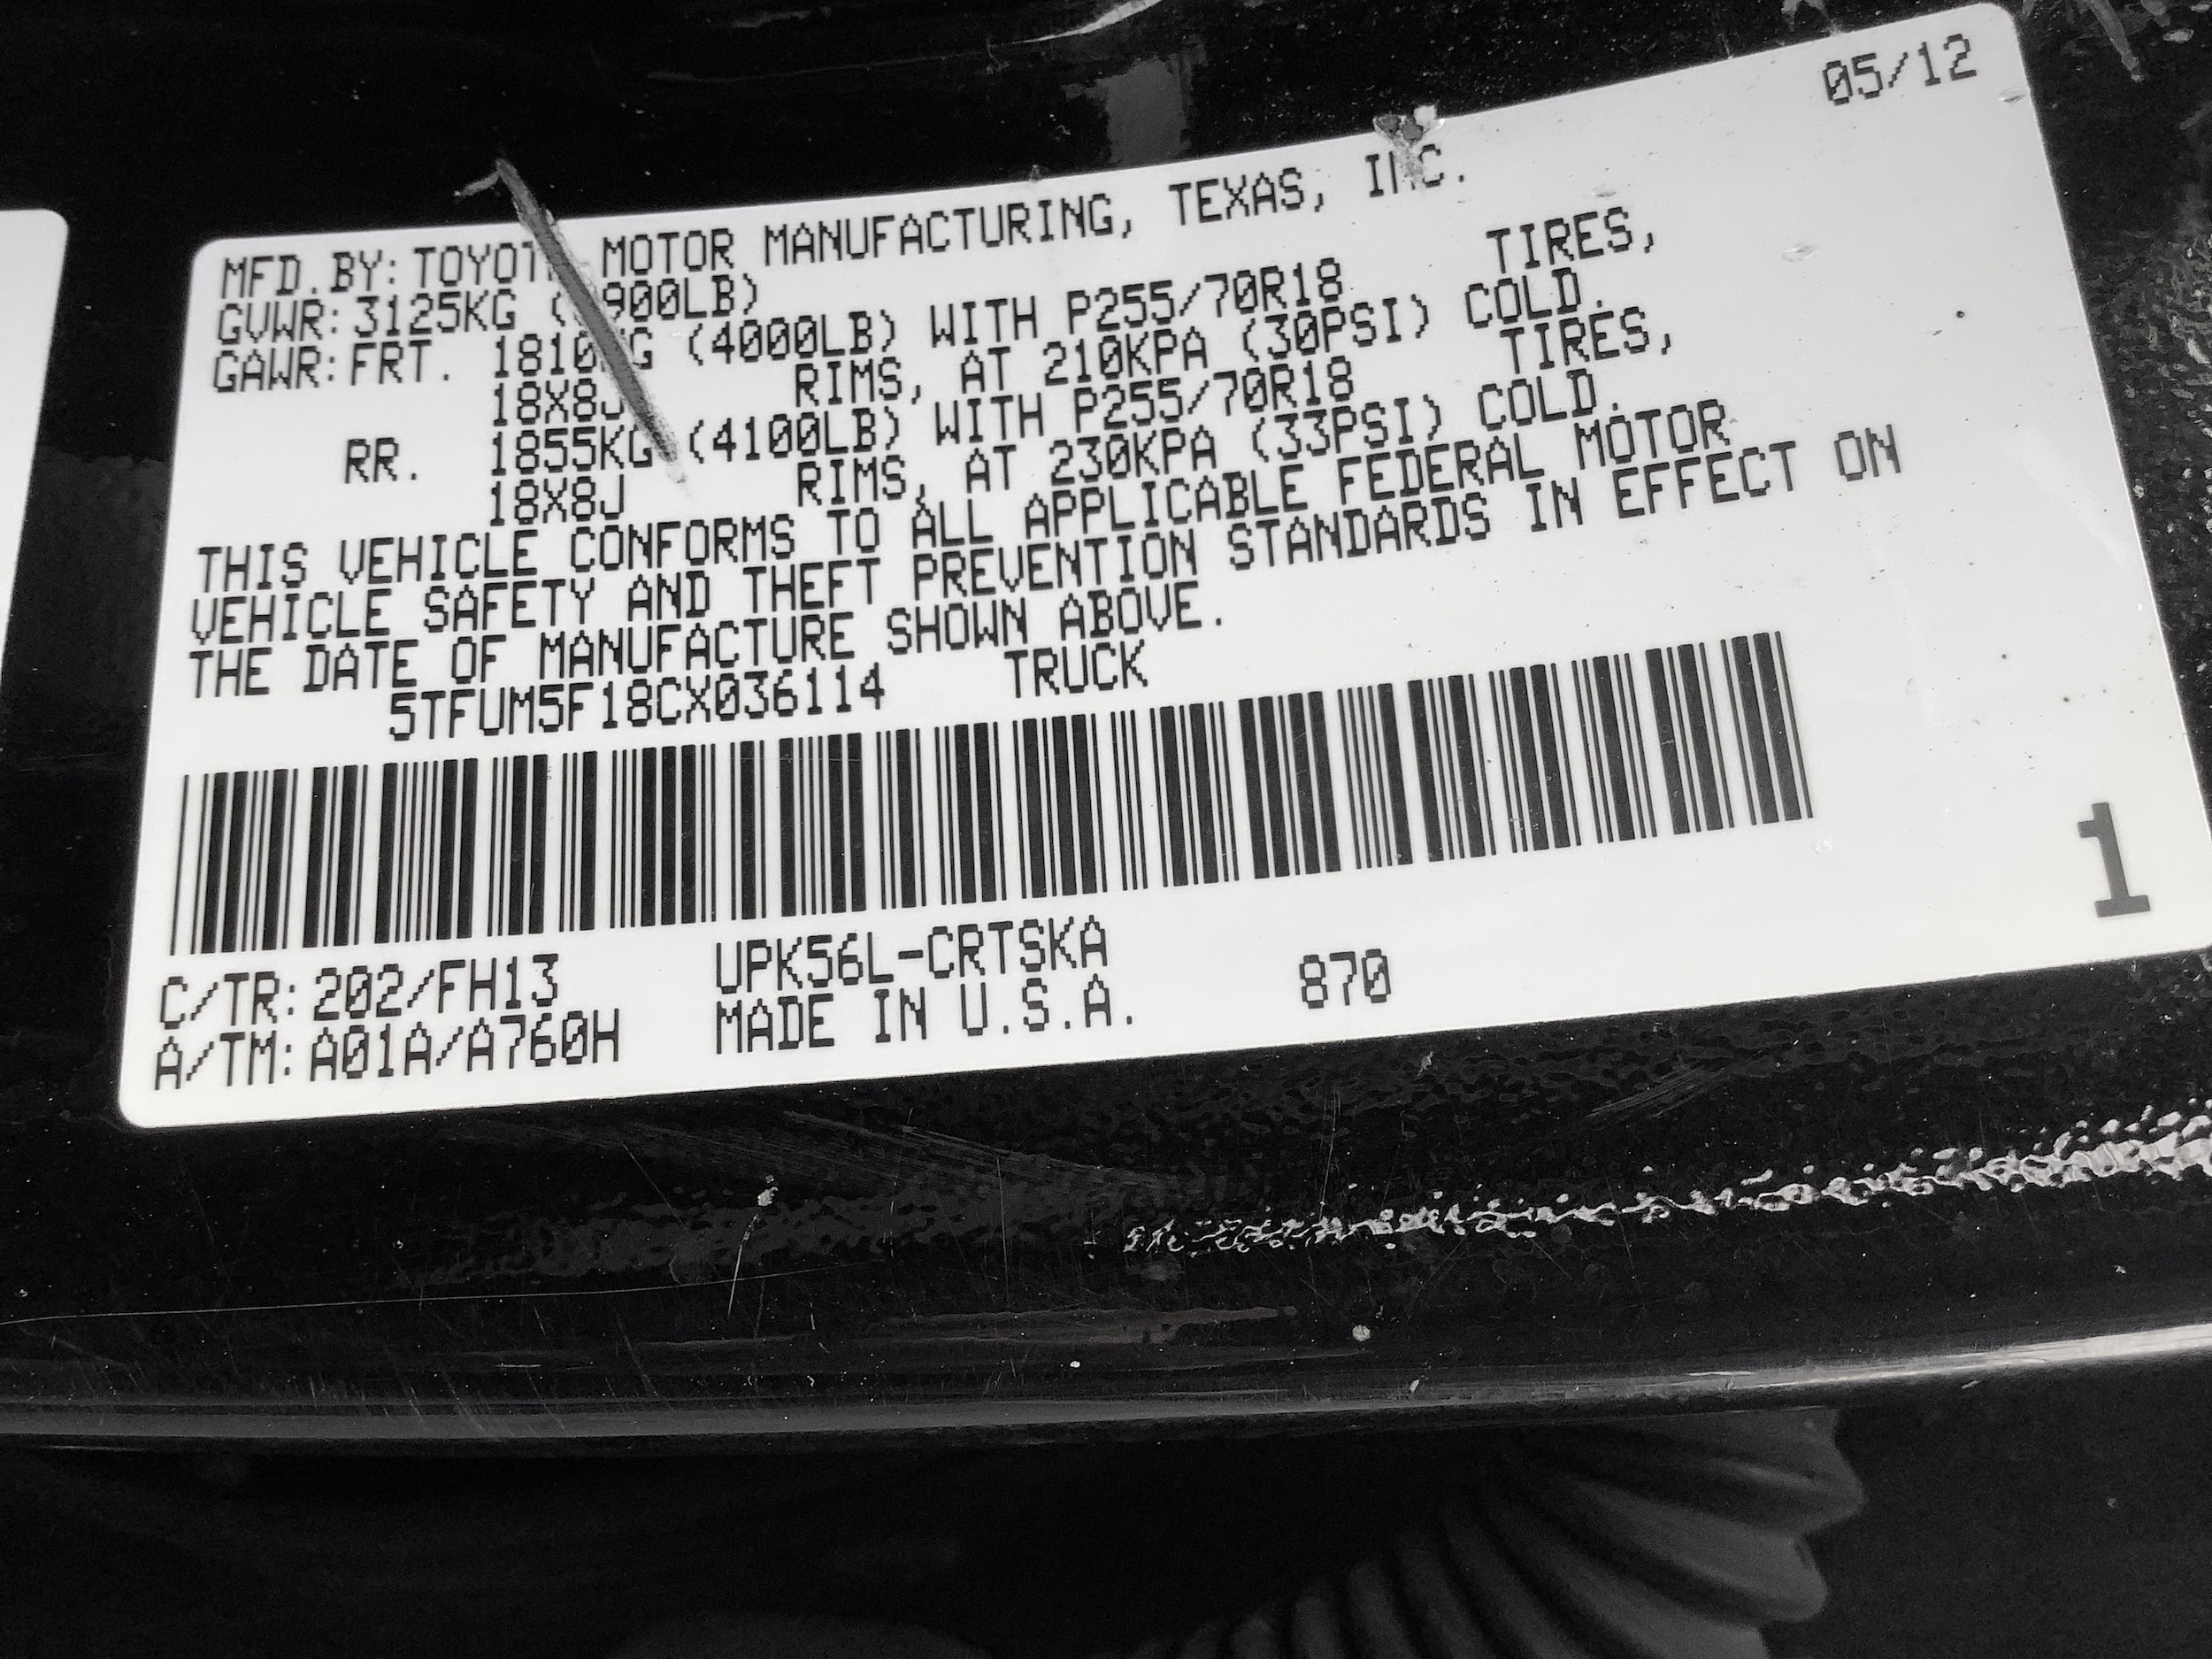 05/12
MFD.BY: MOTOR MANUFACTURING, TEXAS, INC.
GVWR: 3125KG
GAWR: FRT. (4000LB) WITH P255/70R18 TIRES,
18X8J RIMS, AT 210KPA (30PSI) COLD.
RR. 1855KG (4100LB) WITH P255/70R18 TIRES,
18X8J RIMS, AT 230KPA (33PSI) COLD.
THIS VEHICLE CONFORMS TO ALL APPLICABLE FEDERAL MOTOR
VEHICLE SAFETY AND THEFT PREVENTION STANDARDS IN EFFECT ON
THE DATE OF MANUFACTURE SHOWN ABOVE.
5TFUM5F18CX036114 TRUCK
1
C/TR: 202/FH13 UPK56L-CRTSKA
A/TM: A01A/A760H MADE IN U.S.A. 870